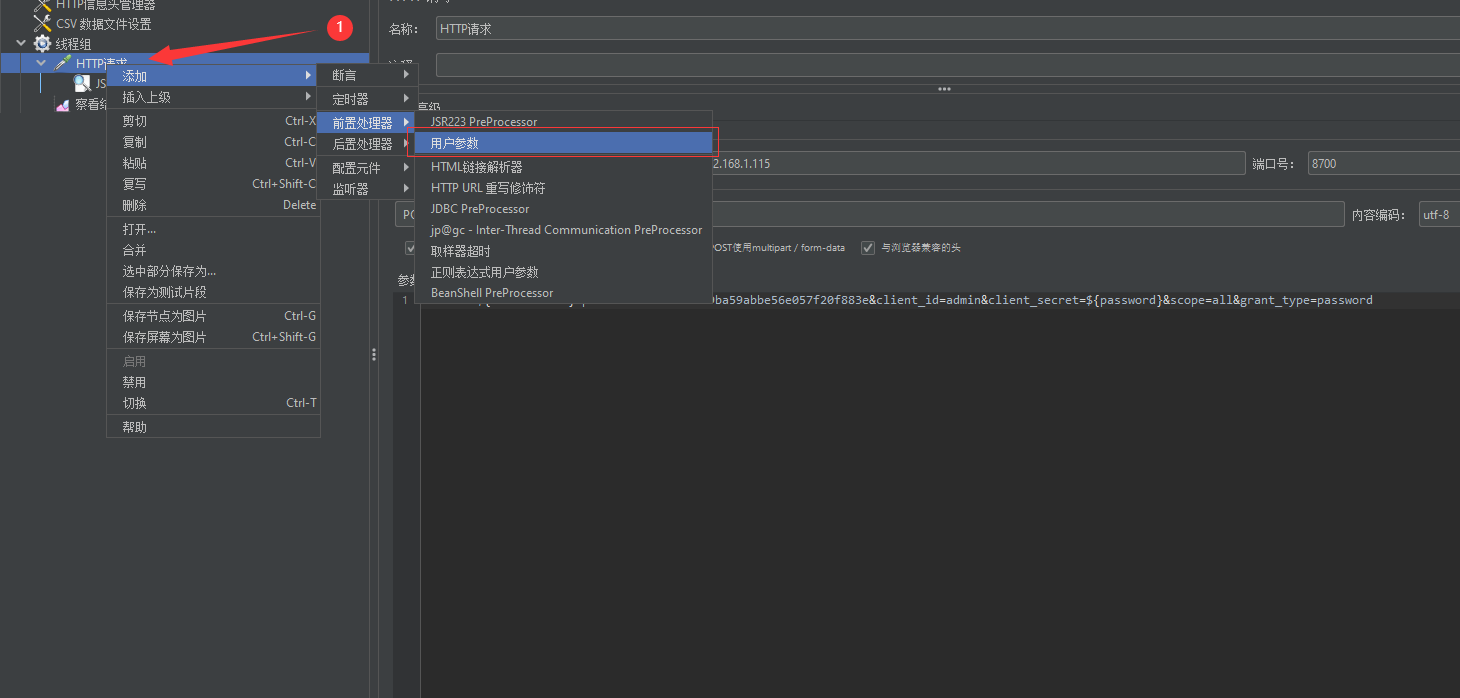 HTTP信息头管理器
CSV 数据文件设置
线程组
HTTP请求
JS
察看结
1
添加
插入上级
剪切 Ctrl-X
复制 Ctrl-C
粘贴 Ctrl-V
复写 Ctrl+Shift-C
删除 Delete
打开...
合并
选中部分保存为...
保存为测试片段
保存节点为图片 Ctrl-G
保存屏幕为图片 Ctrl+Shift-G
启用
禁用
切换 Ctrl-T
帮助
断言
定时器
前置处理器
后置处理器
配置元件
监听器
JSR223 PreProcessor
用户参数
HTML链接解析器
HTTP URL 重写修饰符
JDBC PreProcessor
jp@gc - Inter-Thread Communication PreProcessor
取样器超时
正则表达式用户参数
BeanShell PreProcessor
名称： HTTP请求
高级
2.168.1.115 端口号： 8700
PO 内容编码： utf-8
POST使用multipart / form-data 与浏览器兼容的头
参数
1 ba59abbe56e057f20f883e&client_id=admin&client_secret=${password}&scope=all&grant_type=password